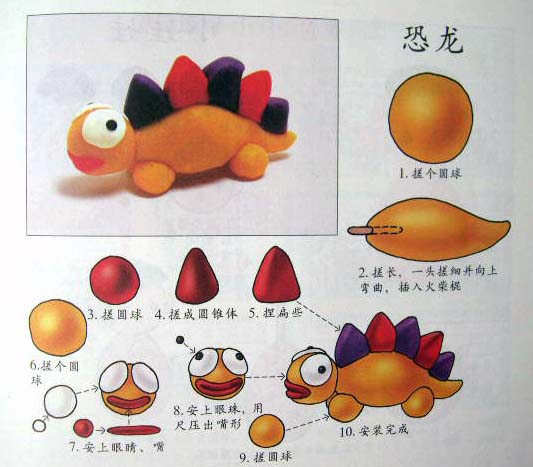 恐龙
1.搓个圆球
2.搓长，一头搓细并向上
弯曲，插入火柴棍
3.搓圆球
4.搓成圆锥体
5.捏扁些
6.搓个圆
球
7.安上眼睛、嘴
8.安上眼珠，用
尺压出嘴形
9.搓圆球
10.安装完成